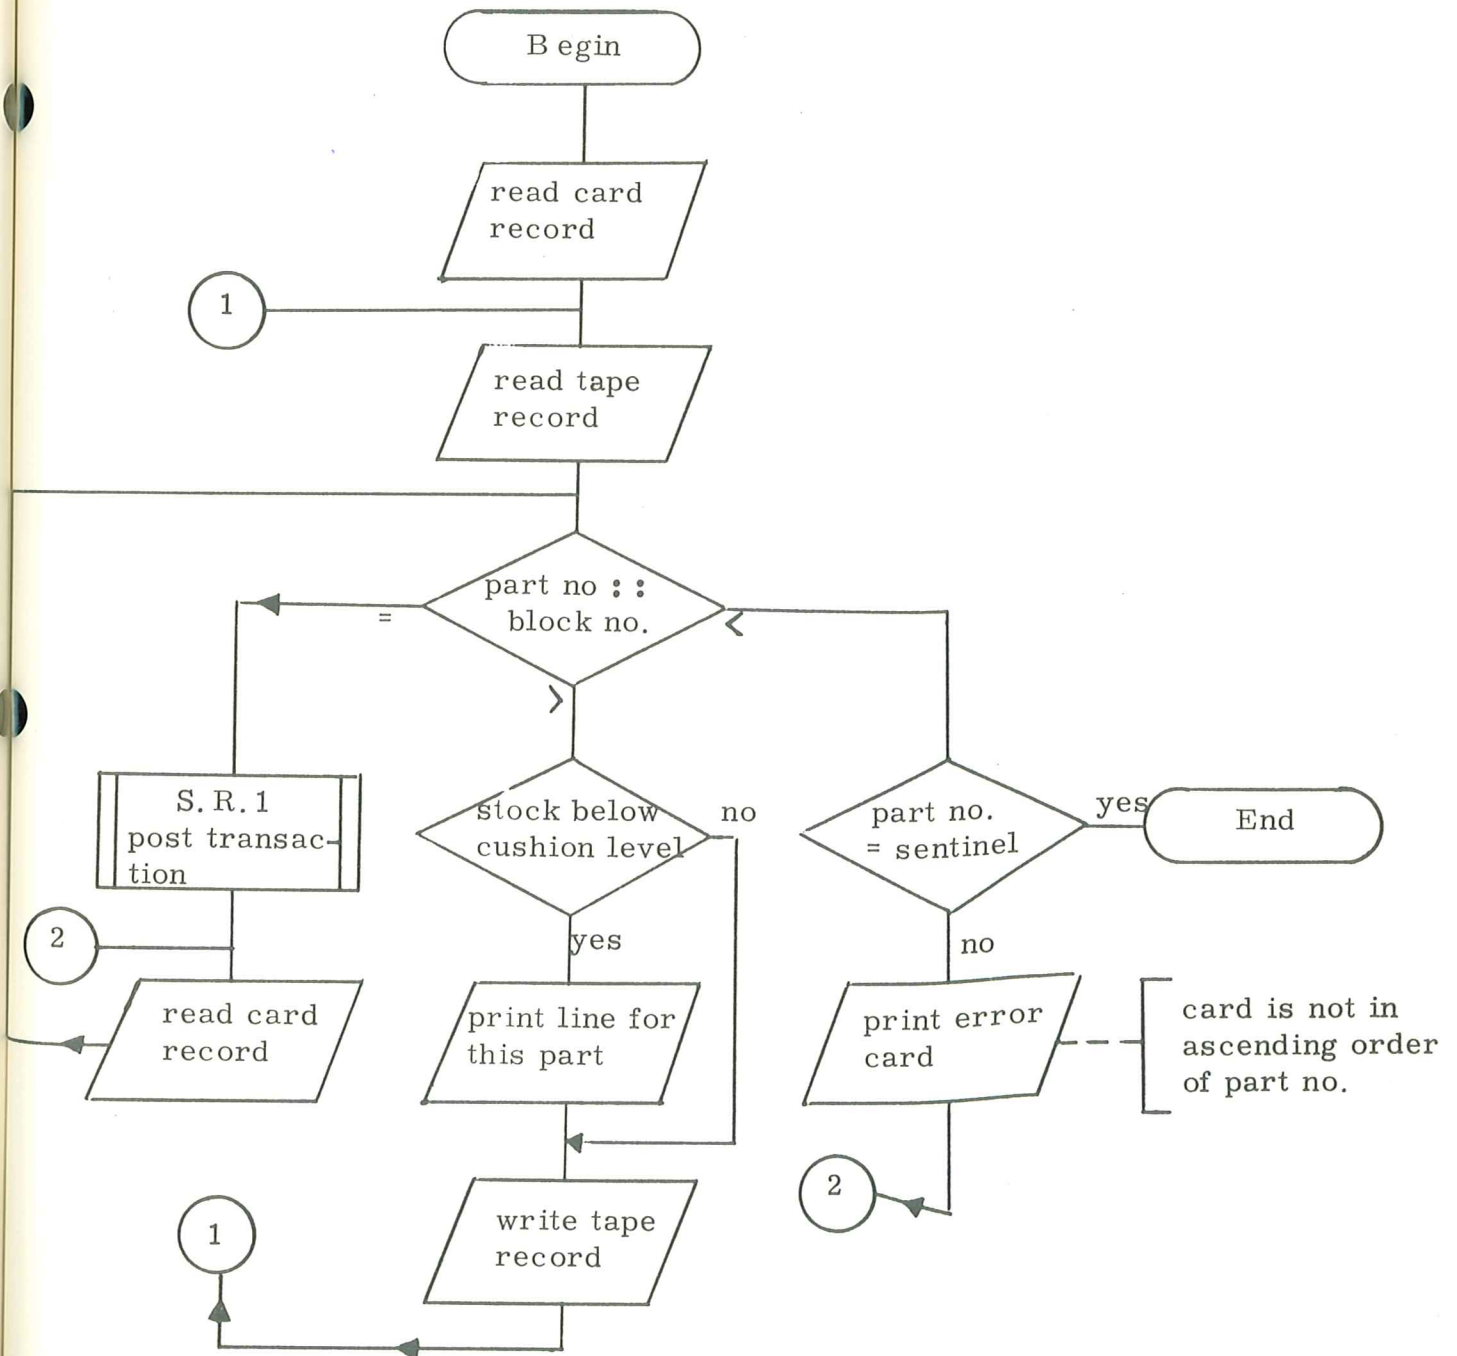 Begin
read card
record
1
read tape
record
part no ::
block no.
=
<
>
S.R.1
post transac-
tion
stock below
cushion level
no
part no.
= sentinel
yes
End
2
yes
no
read card
record
print line for
this part
print error
card
card is not in
ascending order
of part no.
2
1
write tape
record